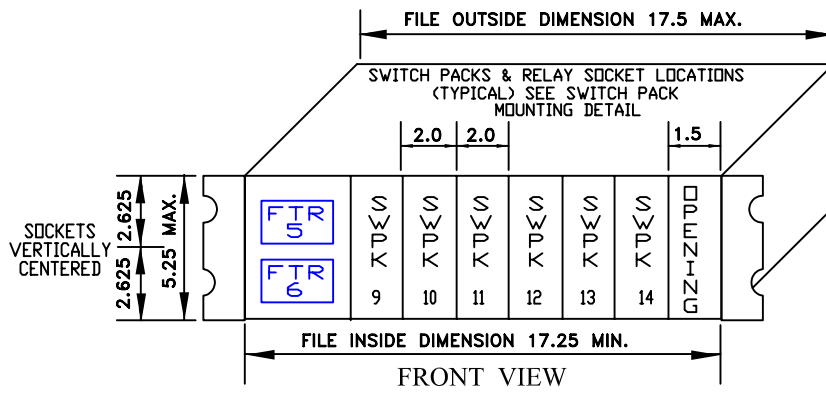 FILE OUTSIDE DIMENSION 17.5 MAX.
SWITCH PACKS & RELAY SOCKET LOCATIONS
(TYPICAL) SEE SWITCH PACK
MOUNTING DETAIL
2.0
2.0
1.5
SOCKETS
VERTICALLY
CENTERED
2.625
2.625
5.25 MAX.
FTR
5
FTR
6
SWPK
9
SWPK
10
SWPK
11
SWPK
12
SWPK
13
SWPK
14
OPENING
FILE INSIDE DIMENSION 17.25 MIN.
FRONT VIEW